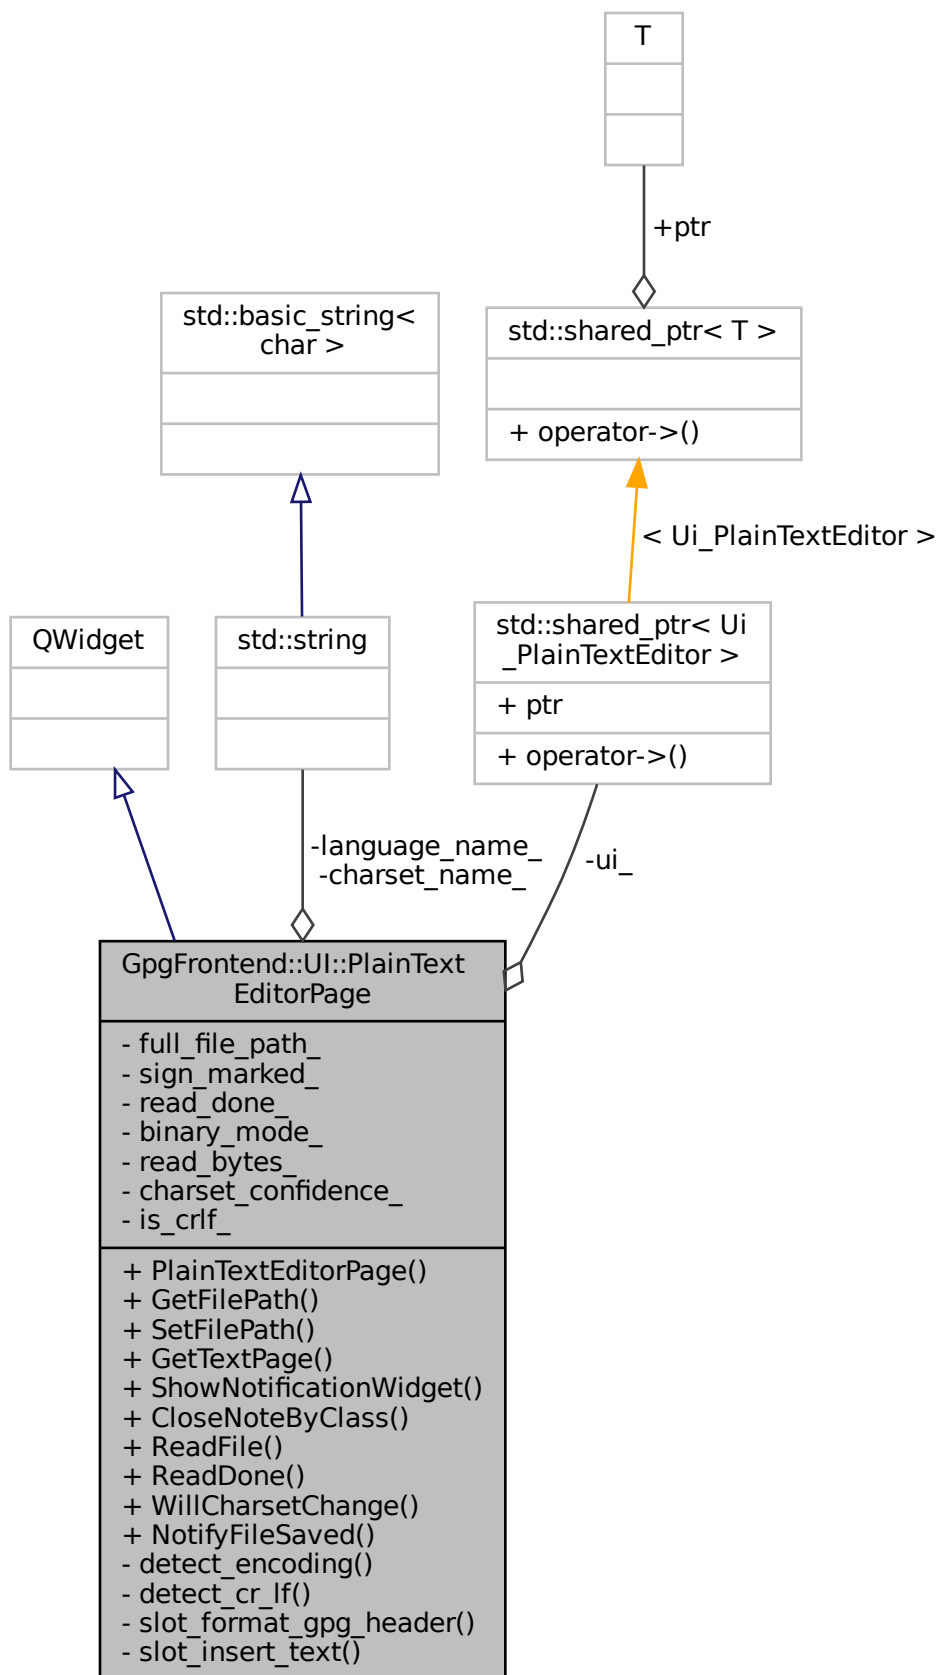 T
+ptr
std::basic_string<
char >
std::shared_ptr< T >
+ operator->()
< Ui_PlainTextEditor >
QWidget
std::string
std::shared_ptr< Ui
_PlainTextEditor >
+ ptr
+ operator->()
-language_name_
-charset_name_
-ui_
GpgFrontend::UI::PlainText
EditorPage
- full_file_path_
- sign_marked_
- read_done_
- binary_mode_
- read_bytes_
- charset_confidence_
- is_crlf_
+ PlainTextEditorPage()
+ GetFilePath()
+ SetFilePath()
+ GetTextPage()
+ ShowNotificationWidget()
+ CloseNoteByClass()
+ ReadFile()
+ ReadDone()
+ WillCharsetChange()
+ NotifyFileSaved()
- detect_encoding()
- detect_cr_lf()
- slot_format_gpg_header()
- slot_insert_text()